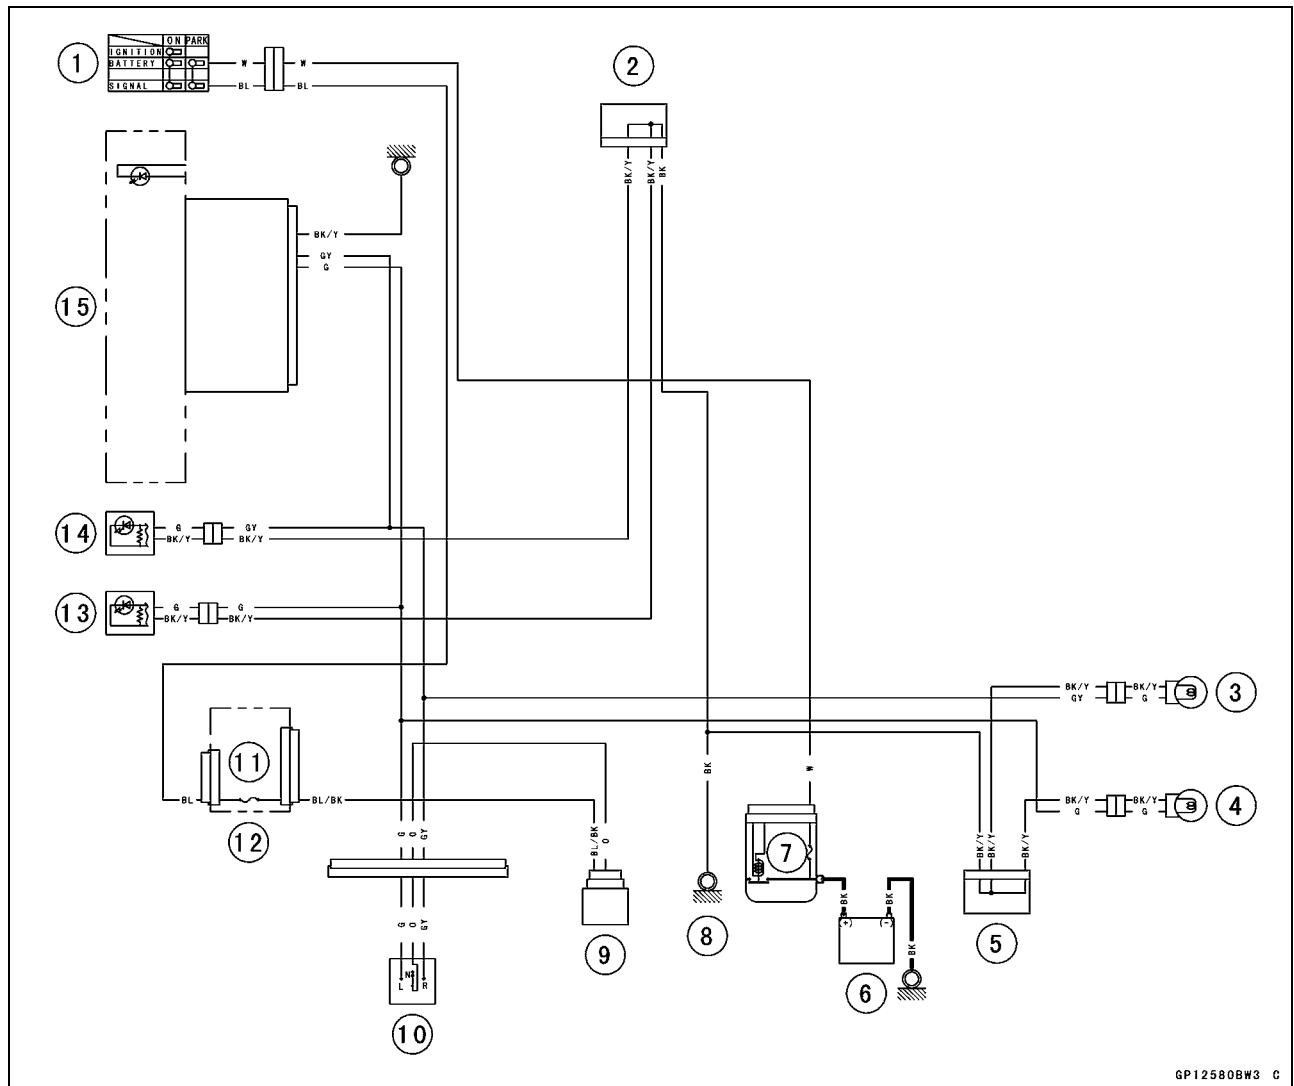 ON PARK
IGNITION
BATTERY
SIGNAL
1
W W
BL BL
2
BK/Y BK/Y BK
15
BK/Y
GY
G
14
G GY
BK/Y BK/Y
13
G G
BK/Y BK/Y
BK/Y BK/Y
GY G
3
11
BL BL/BK
12
BK W
7
BK/Y BK/Y
G G
4
G O GY
BL/BK O
BK/Y BK/Y BK/Y
G O GY
9
8
BK BK
(+) (-)
BK
6
5
N
L R
10
GP12580BW3 C